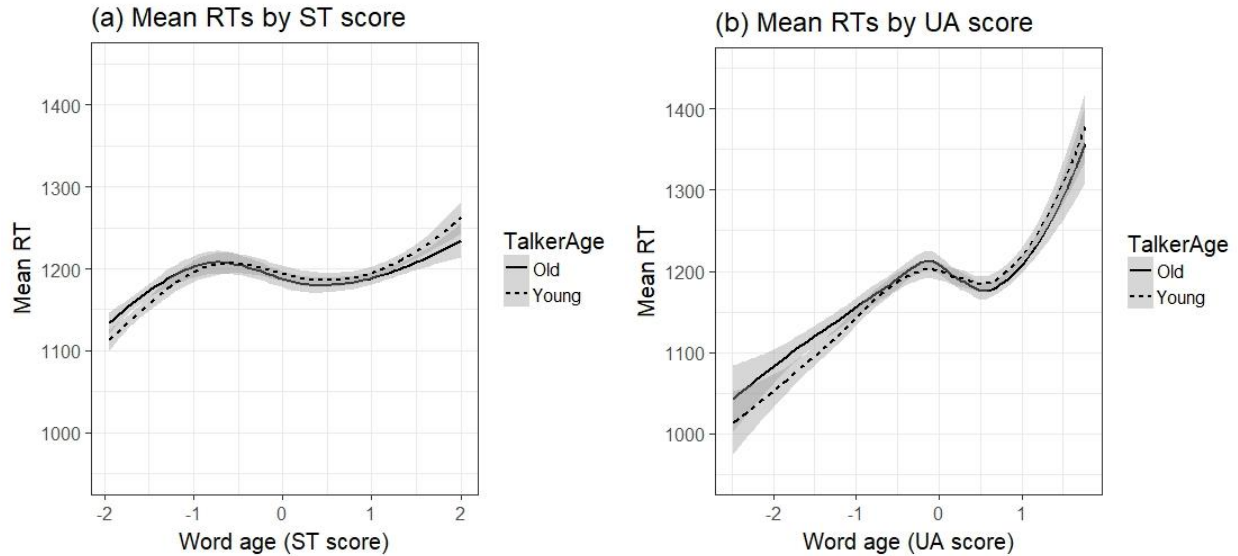 (a) Mean RTs by ST score
1400
1300
1200
1100
1000
Mean RT
-2 -1 0 1 2
Word age (ST score)
TalkerAge
Old
Young
(b) Mean RTs by UA score
1400
1300
1200
1100
1000
Mean RT
-2 -1 0 1
Word age (UA score)
TalkerAge
Old
Young